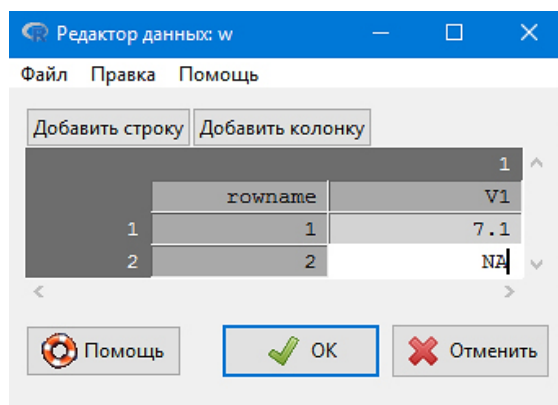 Редактор данных: w
Файл Правка Помощь
Добавить строку Добавить колонку
1
rowname V1
1 1 7.1
2 2 NA
Помощь OK Отменить